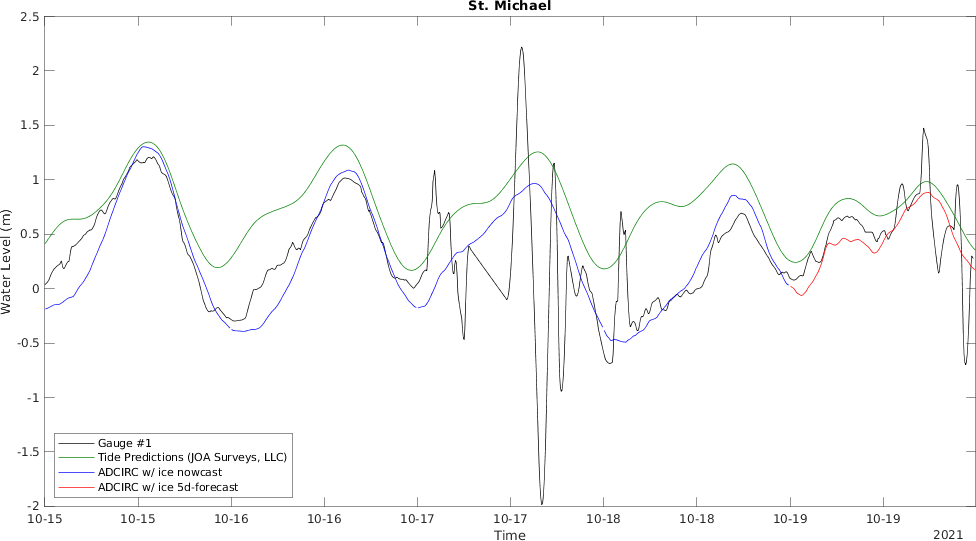 St. Michael
2.5
2
1.5
1
0.5
0
-0.5
-1
-1.5
-2
Water Level (m)
Gauge #1
Tide Predictions (JOA Surveys, LLC)
ADCIRC w/ ice nowcast
ADCIRC w/ ice 5d-forecast
10-15 10-15 10-16 10-16 10-17 10-17 10-18 10-18 10-19 10-19
Time
2021